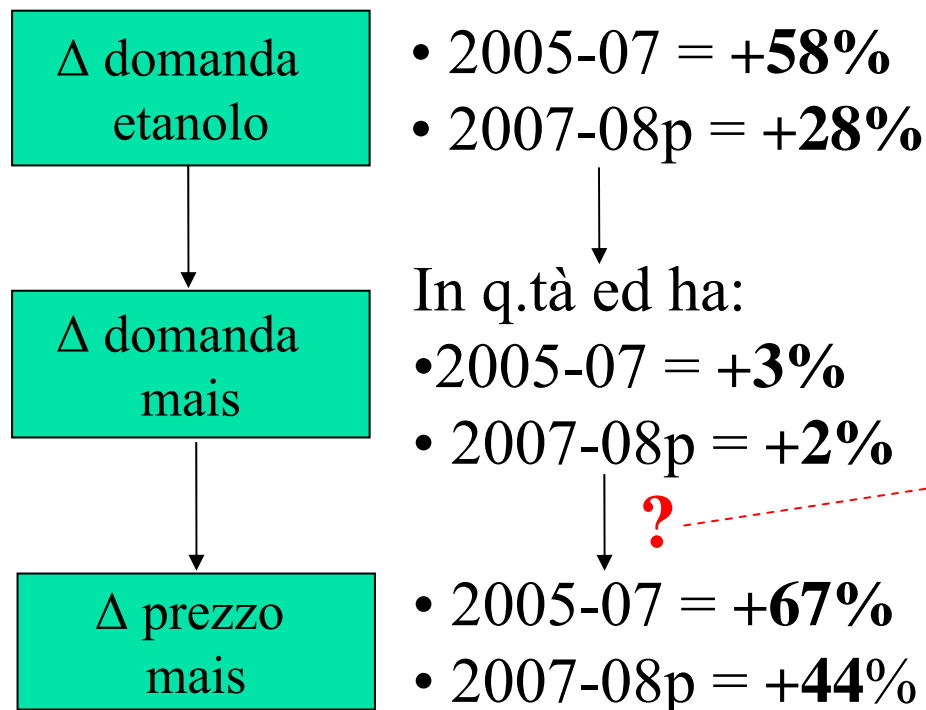 Δ domanda
etanolo
• 2005-07 = +58%
• 2007-08p = +28%
Δ domanda
mais
In q.tà ed ha:
•2005-07 = +3%
• 2007-08p = +2%
?
Δ prezzo
mais
• 2005-07 = +67%
• 2007-08p = +44%